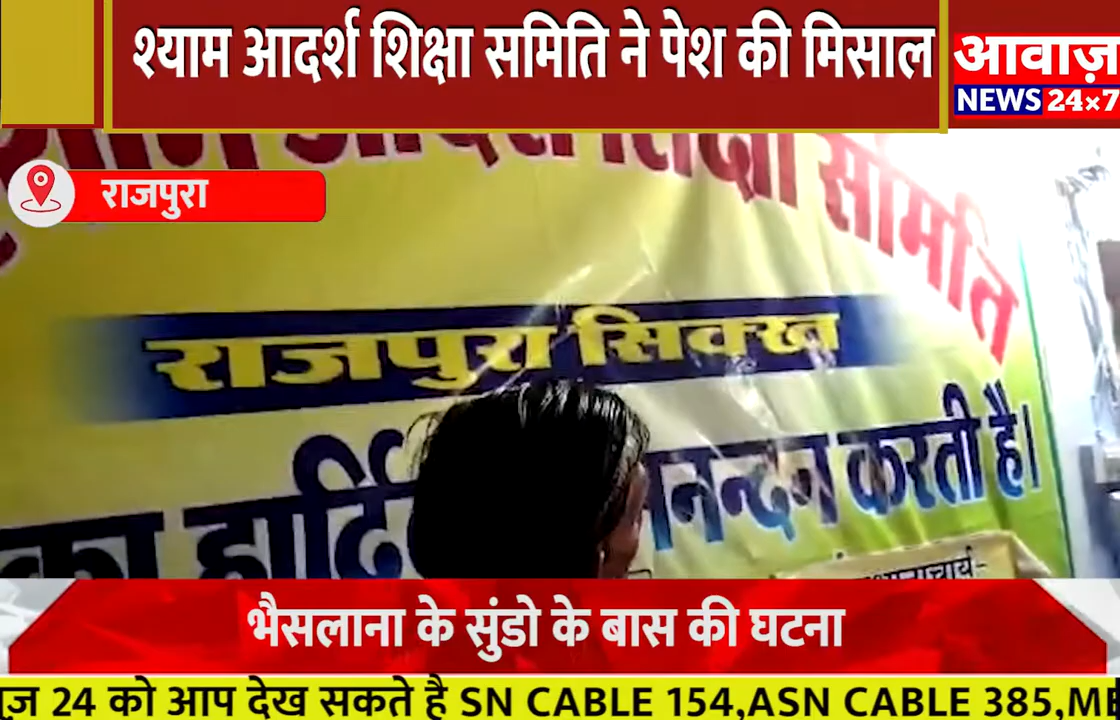 श्याम आदर्श शिक्षा समिति ने पेश की मिसाल
आवाज़
NEWS 24×7
समिति
राजपुरा
राजपुरा सिक्ख
करती है।
भैसलाना के सुंडो के बास की घटना
24 को आप देख सकते है SN CABLE 154,ASN CABLE 385,